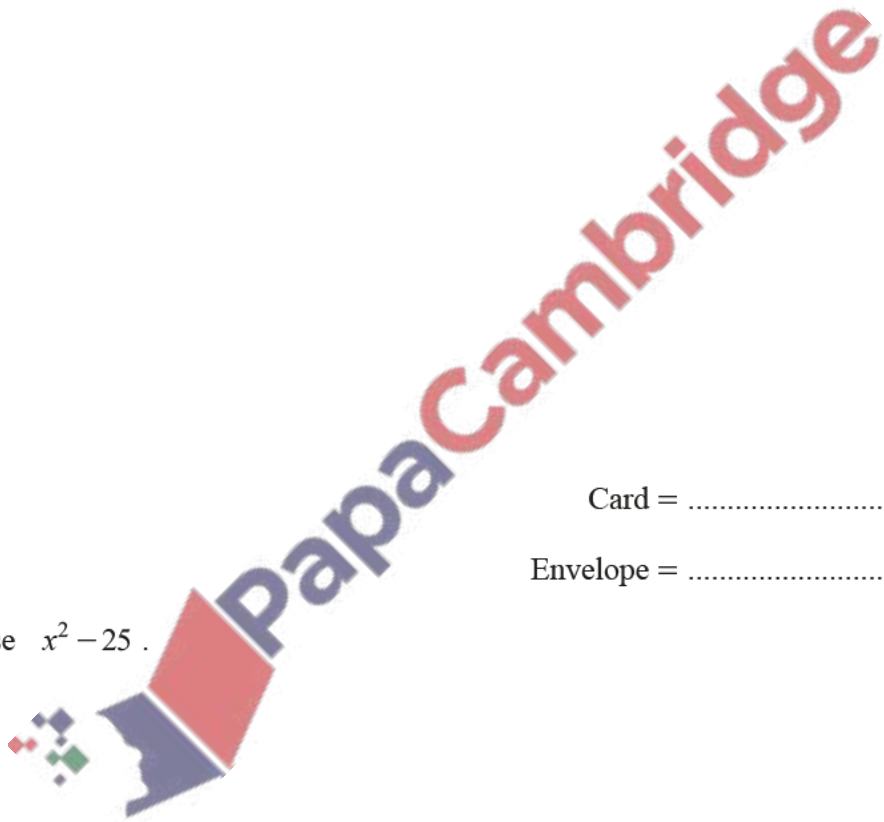 PapaCambridge
Card = ........................
Envelope = ........................
e x² – 25 .